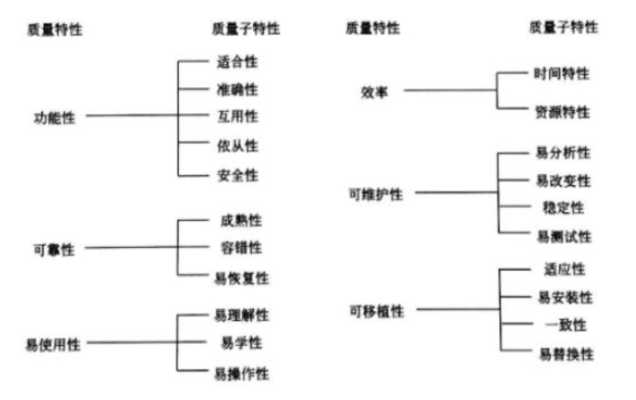 质量特性
质量子特性
功能性
适合性
准确性
互用性
依从性
安全性
可靠性
成熟性
容错性
易恢复性
易使用性
易理解性
易学性
易操作性
质量特性
质量子特性
效率
时间特性
资源特性
可维护性
易分析性
易改变性
稳定性
易测试性
可移植性
适应性
易安装性
一致性
易替换性